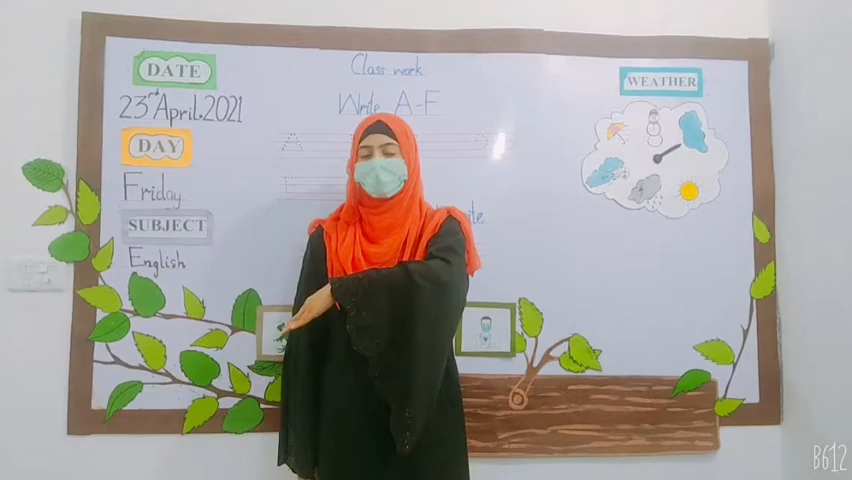 DATE
23rd April, 2021
DAY
Friday
SUBJECT
English
Class work
Write A-F
A
WEATHER
B612